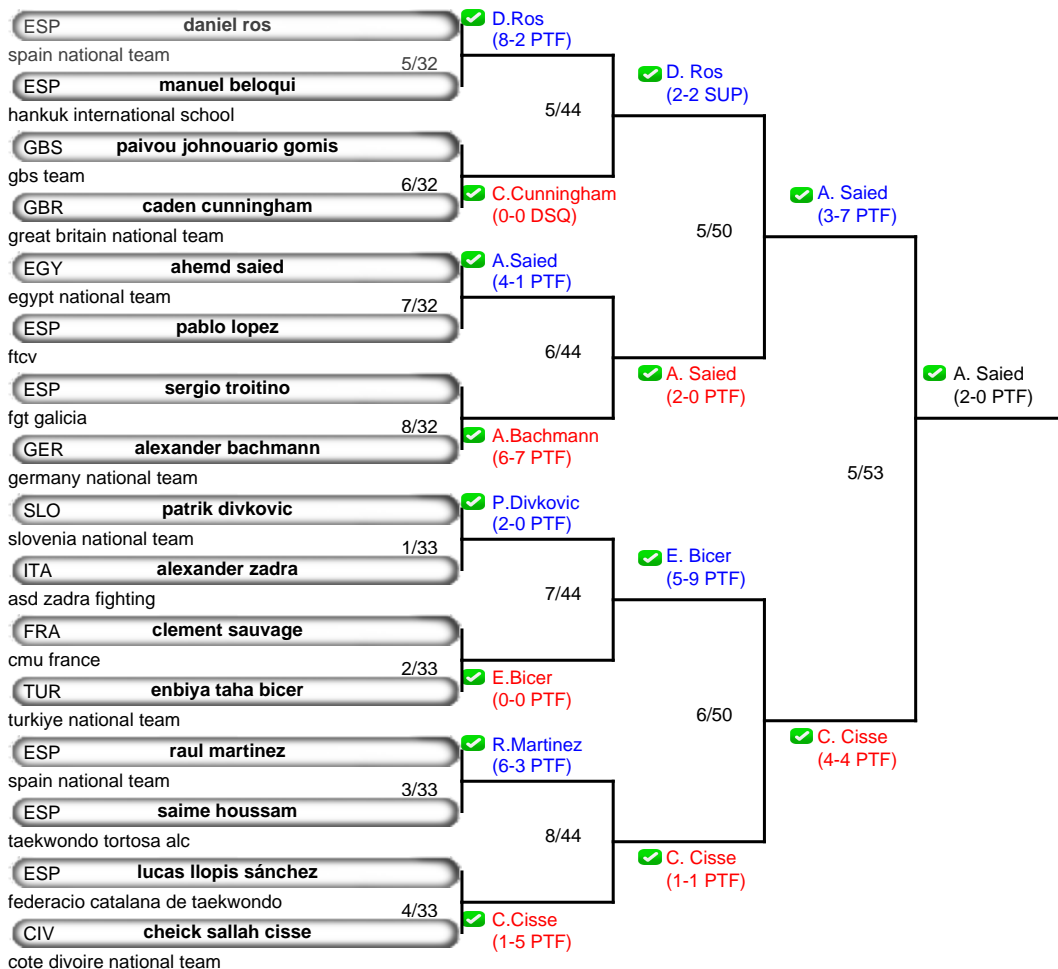 ESP daniel ros
spain national team
5/32
ESP manuel beloqui
hankuk international school
GBS paivou johnouario gomis
gbs team
6/32
GBR caden cunningham
great britain national team
EGY ahemd saied
egypt national team
7/32
ESP pablo lopez
ftcv
ESP sergio troitino
fgt galicia
8/32
GER alexander bachmann
germany national team
SLO patrik divkovic
slovenia national team
1/33
ITA alexander zadra
asd zadra fighting
FRA clement sauvage
cmu france
2/33
TUR enbiya taha bicer
turkiye national team
ESP raul martinez
spain national team
3/33
ESP saime houssam
taekwondo tortosa alc
ESP lucas llopis sánchez
federacio catalana de taekwondo
4/33
CIV cheick sallah cisse
cote divoire national team
D.Ros
(8-2 PTF)
5/44
C.Cunningham
(0-0 DSQ)
A.Saied
(4-1 PTF)
6/44
A.Bachmann
(6-7 PTF)
P.Divkovic
(2-0 PTF)
7/44
E.Bicer
(0-0 PTF)
R.Martinez
(6-3 PTF)
8/44
C.Cisse
(1-5 PTF)
D. Ros
(2-2 SUP)
5/50
A. Saied
(2-0 PTF)
E. Bicer
(5-9 PTF)
6/50
C. Cisse
(1-1 PTF)
A. Saied
(3-7 PTF)
5/53
C. Cisse
(4-4 PTF)
A. Saied
(2-0 PTF)